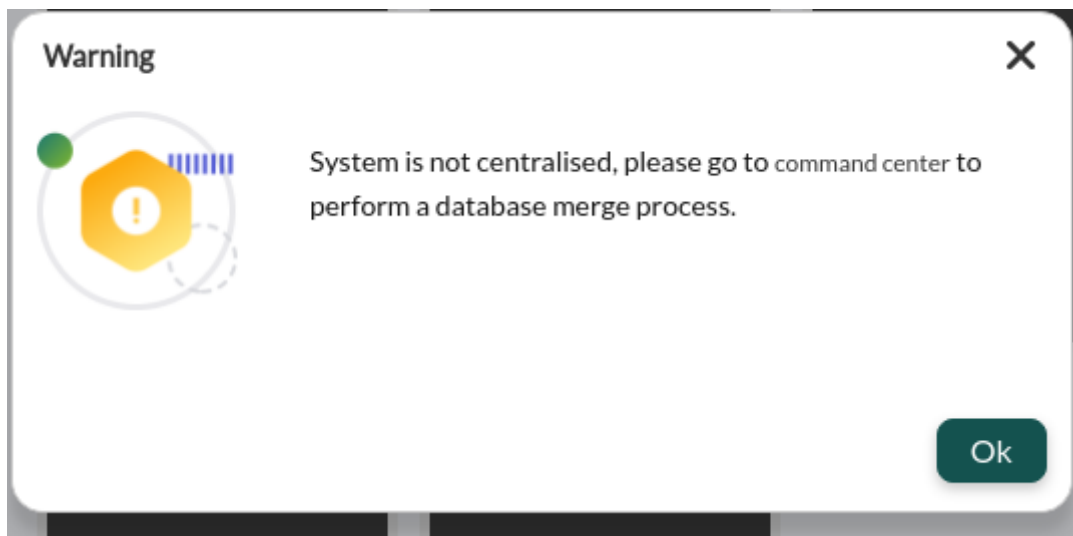 Warning
System is not centralised, please go to command center to
perform a database merge process.
Ok